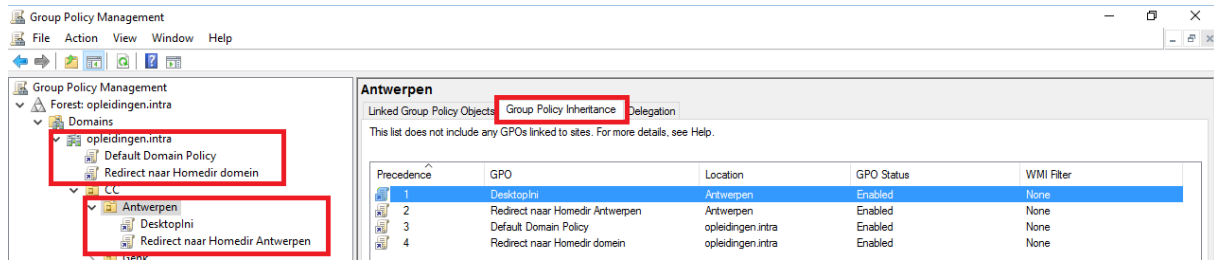 Group Policy Management
File Action View Window Help
Group Policy Management
Forest: opleidingen.intra
Domains
opleidingen.intra
Default Domain Policy
Redirect naar Homedir domein
CC
Antwerpen
DesktopIni
Redirect naar Homedir Antwerpen
Genk
Antwerpen
Linked Group Policy Objects Group Policy Inheritance Delegation
This list does not include any GPOs linked to sites. For more details, see Help.
Precedence GPO Location GPO Status WMI Filter
1 DesktopIni Antwerpen Enabled None
2 Redirect naar Homedir Antwerpen Antwerpen Enabled None
3 Default Domain Policy opleidingen.intra Enabled None
4 Redirect naar Homedir domein opleidingen.intra Enabled None